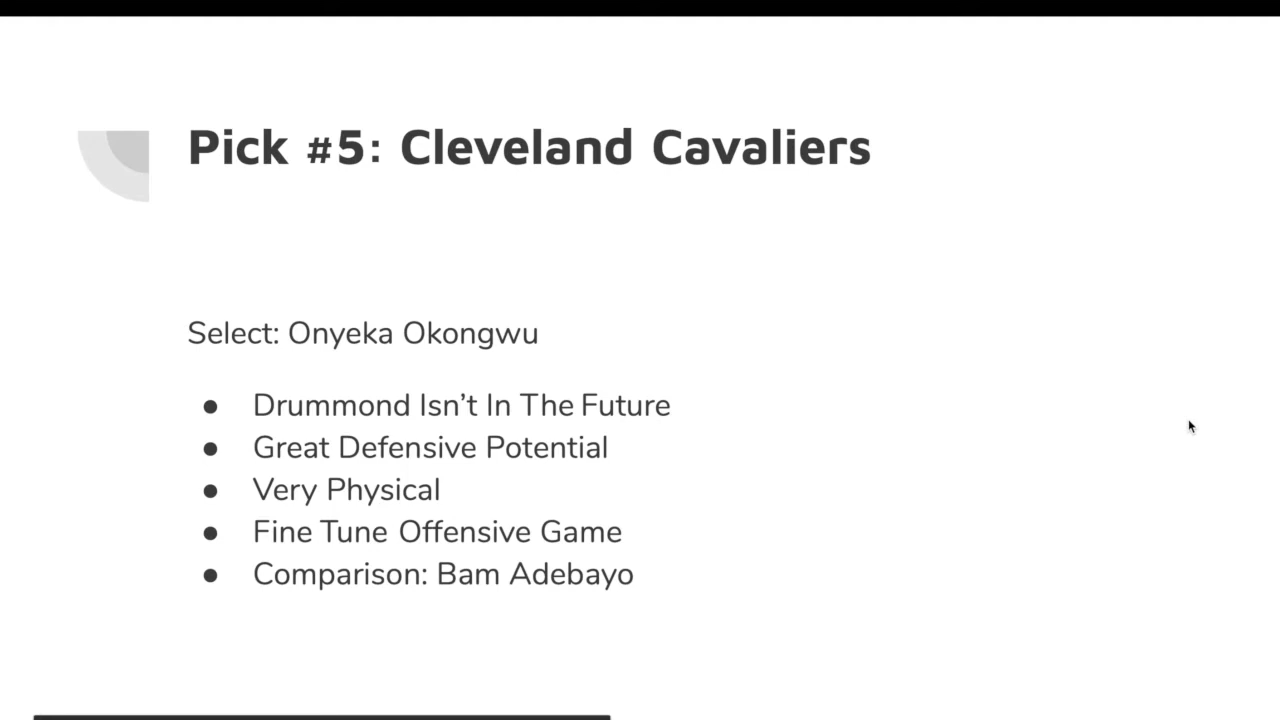 Pick #5: Cleveland Cavaliers
Select: Onyeka Okongwu
● Drummond Isn’t In The Future
● Great Defensive Potential
● Very Physical
● Fine Tune Offensive Game
● Comparison: Bam Adebayo